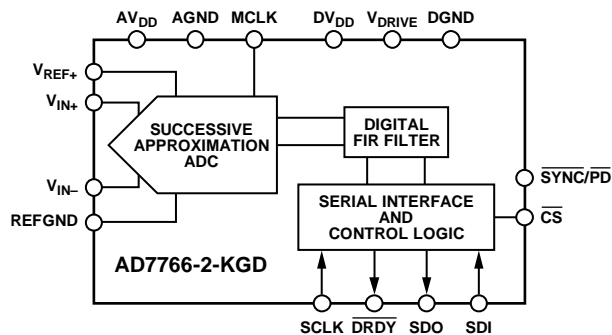 AVDD AGND MCLK DVDD VDRIVE DGND
VREF+
VIN+
VIN–
REFGND
SUCCESSIVE
APPROXIMATION
ADC
DIGITAL
FIR FILTER
SERIAL INTERFACE
AND
CONTROL LOGIC
SYNC/PD
CS
AD7766-2-KGD
SCLK DRDY SDO SDI